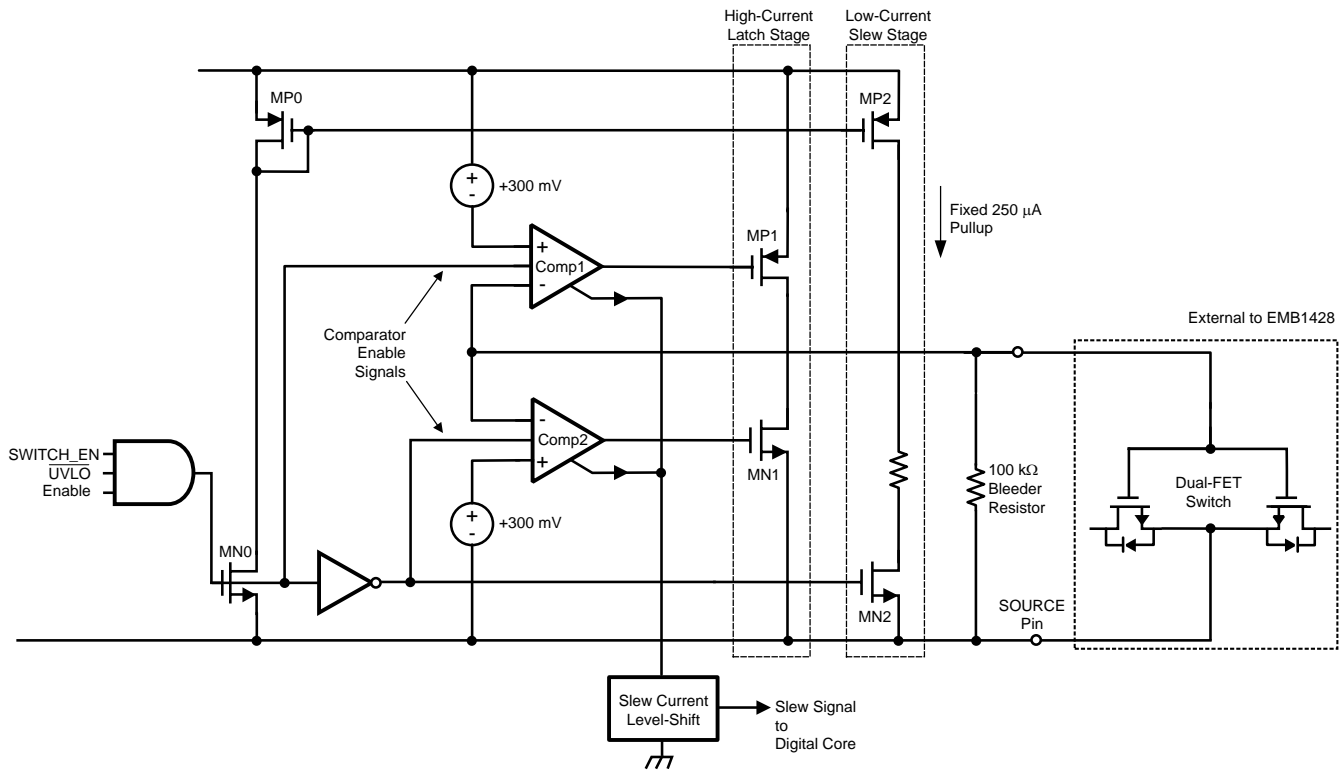 High-Current
Latch Stage
Low-Current
Slew Stage
MP0
MP2
+
-
+300 mV
Fixed 250 μA
Pullup
MP1
+
Comp1
-
External to EMB1428
Comparator
Enable
Signals
-
Comp2
+
MN1
SWITCH_EN
UVLO
Enable
100 kΩ
Bleeder
Resistor
Dual-FET
Switch
+
-
+300 mV
MN0
MN2
SOURCE
Pin
Slew Current
Level-Shift
Slew Signal
to
Digital Core